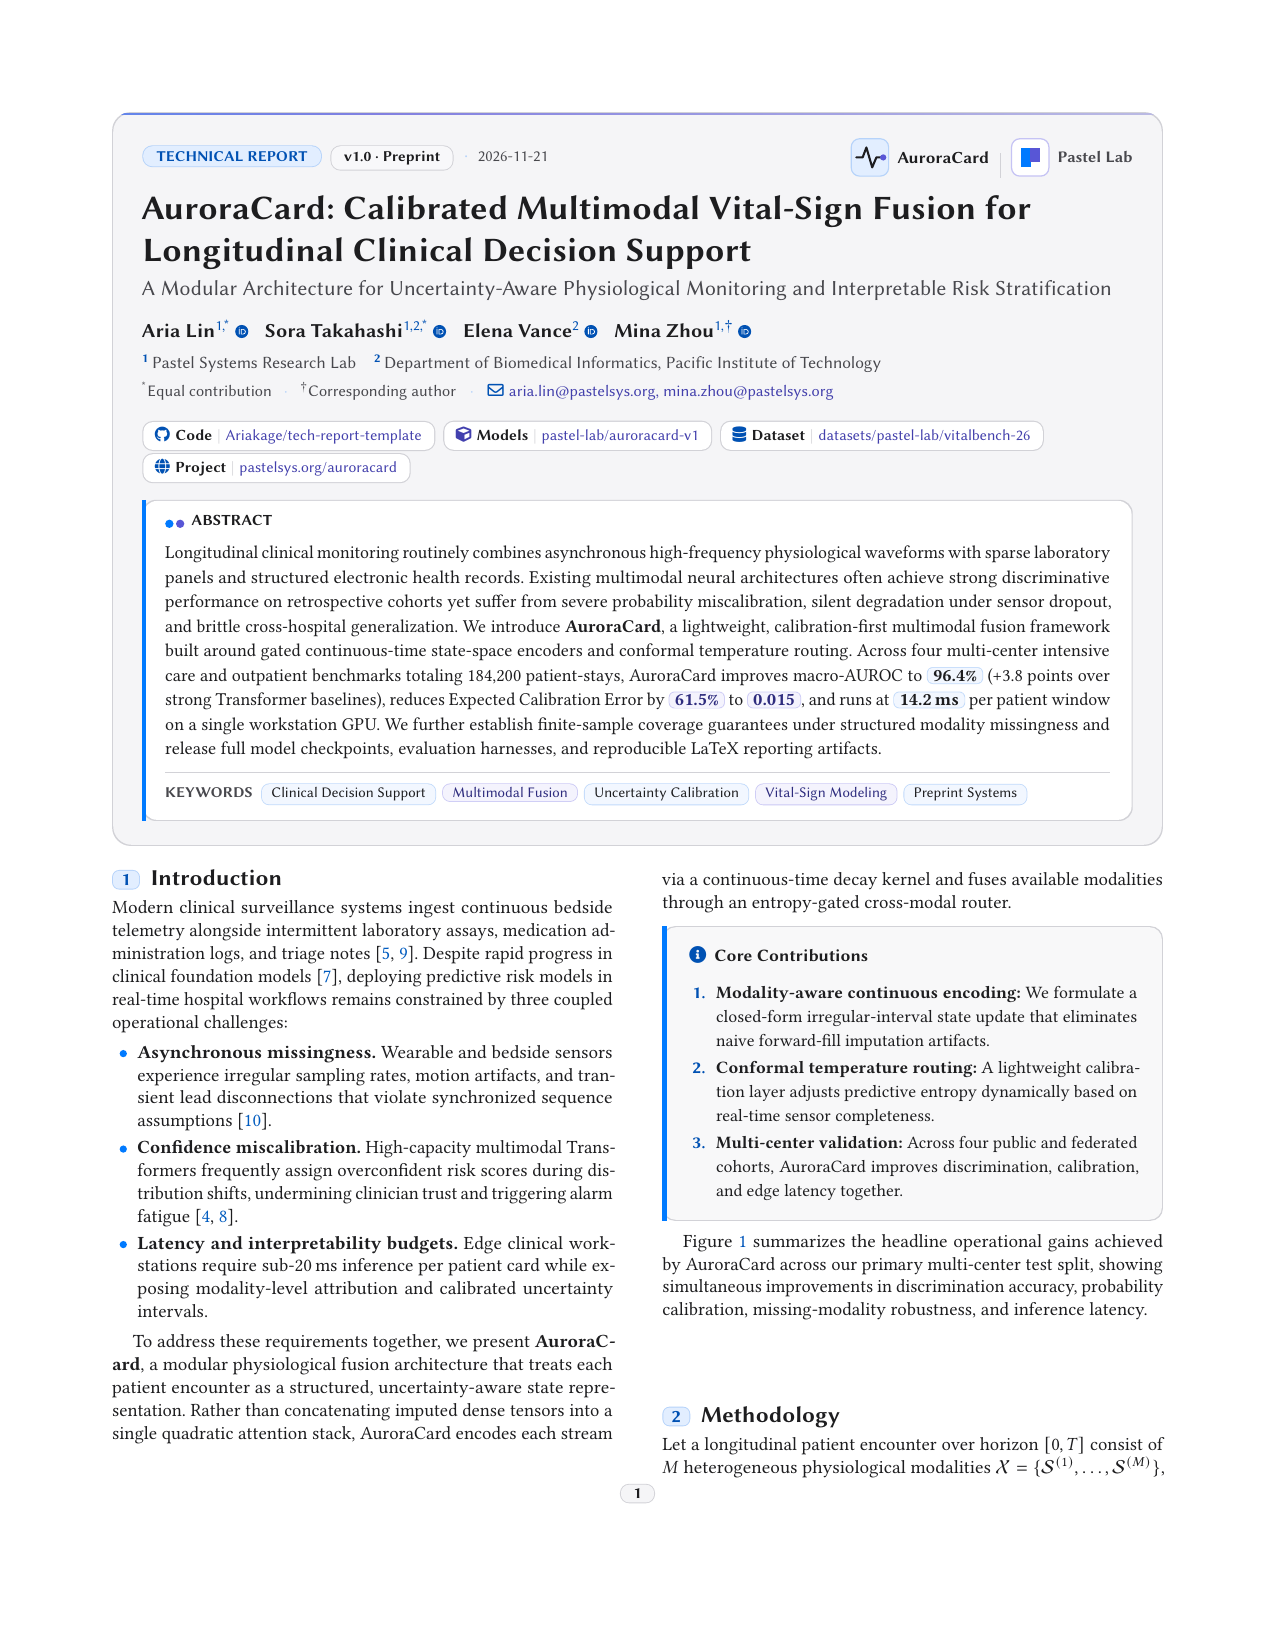 TECHNICAL REPORT v1.0 · Preprint · 2026-11-21 AuroraCard Pastel Lab
AuroraCard: Calibrated Multimodal Vital-Sign Fusion for
Longitudinal Clinical Decision Support
A Modular Architecture for Uncertainty-Aware Physiological Monitoring and Interpretable Risk Stratification
Aria Lin1,* Sora Takahashi1,2,* Elena Vance2 Mina Zhou1,†
1 Pastel Systems Research Lab 2 Department of Biomedical Informatics, Pacific Institute of Technology
*Equal contribution · †Corresponding author · aria.lin@pastelsys.org, mina.zhou@pastelsys.org
Code | Ariakage/tech-report-template Models | pastel-lab/auroracard-v1 Dataset | datasets/pastel-lab/vitalbench-26
Project | pastelsys.org/auroracard
ABSTRACT
Longitudinal clinical monitoring routinely combines asynchronous high-frequency physiological waveforms with sparse laboratory
panels and structured electronic health records. Existing multimodal neural architectures often achieve strong discriminative
performance on retrospective cohorts yet suffer from severe probability miscalibration, silent degradation under sensor dropout,
and brittle cross-hospital generalization. We introduce AuroraCard, a lightweight, calibration-first multimodal fusion framework
built around gated continuous-time state-space encoders and conformal temperature routing. Across four multi-center intensive
care and outpatient benchmarks totaling 184,200 patient-stays, AuroraCard improves macro-AUROC to 96.4% (+3.8 points over
strong Transformer baselines), reduces Expected Calibration Error by 61.5% to 0.015, and runs at 14.2 ms per patient window
on a single workstation GPU. We further establish finite-sample coverage guarantees under structured modality missingness and
release full model checkpoints, evaluation harnesses, and reproducible LaTeX reporting artifacts.
KEYWORDS Clinical Decision Support Multimodal Fusion Uncertainty Calibration Vital-Sign Modeling Preprint Systems
1 Introduction
Modern clinical surveillance systems ingest continuous bedside
telemetry alongside intermittent laboratory assays, medication ad-
ministration logs, and triage notes [5, 9]. Despite rapid progress in
clinical foundation models [7], deploying predictive risk models in
real-time hospital workflows remains constrained by three coupled
operational challenges:
• Asynchronous missingness. Wearable and bedside sensors
experience irregular sampling rates, motion artifacts, and tran-
sient lead disconnections that violate synchronized sequence
assumptions [10].
• Confidence miscalibration. High-capacity multimodal Trans-
formers frequently assign overconfident risk scores during dis-
tribution shifts, undermining clinician trust and triggering alarm
fatigue [4, 8].
• Latency and interpretability budgets. Edge clinical work-
stations require sub-20 ms inference per patient card while ex-
posing modality-level attribution and calibrated uncertainty
intervals.
To address these requirements together, we present AuroraC-
ard, a modular physiological fusion architecture that treats each
patient encounter as a structured, uncertainty-aware state repre-
sentation. Rather than concatenating imputed dense tensors into a
single quadratic attention stack, AuroraCard encodes each stream
via a continuous-time decay kernel and fuses available modalities
through an entropy-gated cross-modal router.
Core Contributions
1. Modality-aware continuous encoding: We formulate a
closed-form irregular-interval state update that eliminates
naive forward-fill imputation artifacts.
2. Conformal temperature routing: A lightweight calibra-
tion layer adjusts predictive entropy dynamically based on
real-time sensor completeness.
3. Multi-center validation: Across four public and federated
cohorts, AuroraCard improves discrimination, calibration,
and edge latency together.
Figure 1 summarizes the headline operational gains achieved
by AuroraCard across our primary multi-center test split, showing
simultaneous improvements in discrimination accuracy, probability
calibration, missing-modality robustness, and inference latency.
2 Methodology
Let a longitudinal patient encounter over horizon [0, T] consist of
M heterogeneous physiological modalities 𝒳 = {𝒮(1), . . . , 𝒮(M)},
1